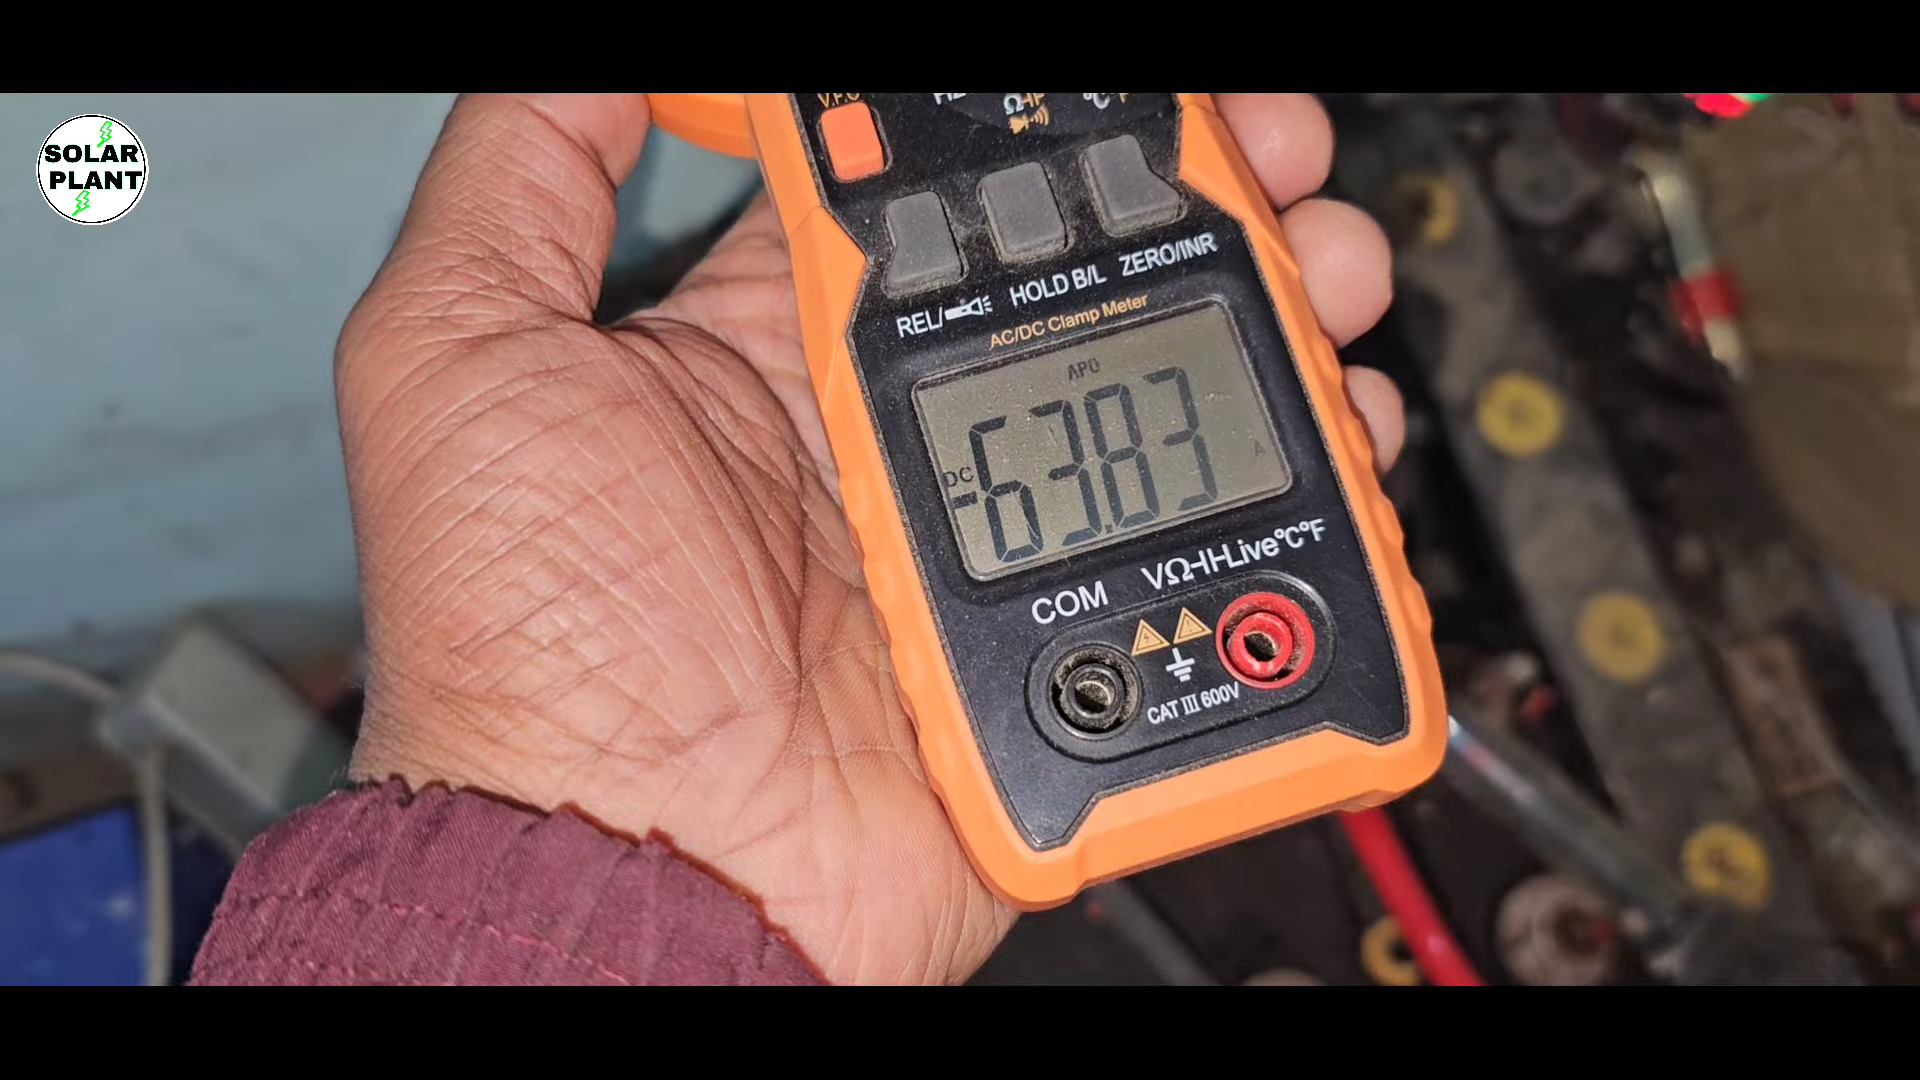 SOLAR
PLANT
REL/
HOLD B/L
ZERO/INR
AC/DC Clamp Meter
APO
DC
-63.83
A
COM
VΩ⊣⊢Live°C°F
CAT III 600V